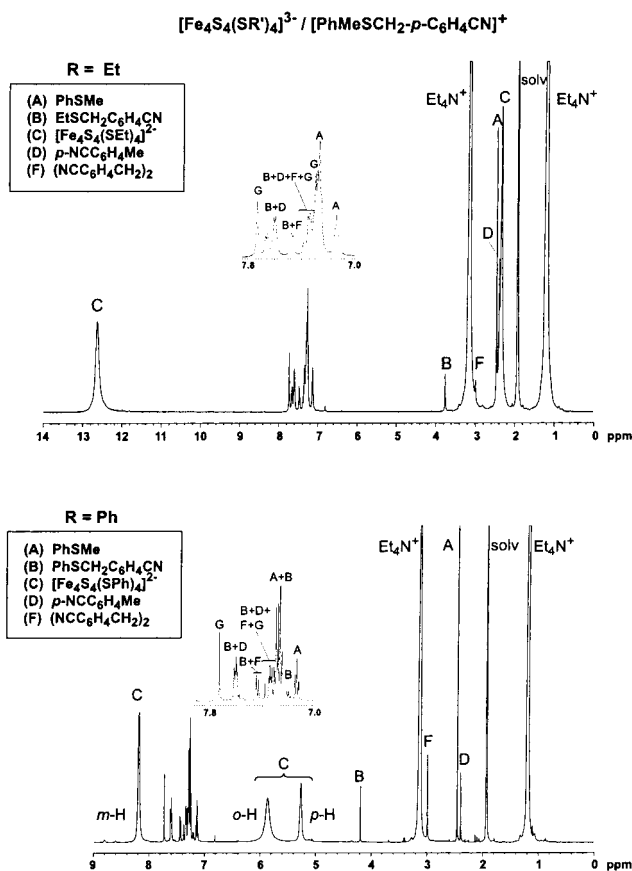 [Fe4S4(SR')4]3- / [PhMeSCH2-p-C6H4CN]+
R = Et
(A) PhSMe
(B) EtSCH2C6H4CN
(C) [Fe4S4(SEt)4]2-
(D) p-NCC6H4Me
(F) (NCC6H4CH2)2
Et4N+
A
C
solv
Et4N+
D
A
G
B+D+
F+G
G
B+D
B+F
A
7.8
7.0
C
B
F
14 13 12 11 10 9 8 7 6 5 4 3 2 1 0 ppm
R = Ph
(A) PhSMe
(B) PhSCH2C6H4CN
(C) [Fe4S4(SPh)4]2-
(D) p-NCC6H4Me
(F) (NCC6H4CH2)2
Et4N+
A
solv
Et4N+
A+B
G
B+D+
F+G
B+D
B+F
B
A
7.8
7.0
C
m-H
C
o-H
p-H
B
F
D
9 8 7 6 5 4 3 2 1 0 ppm